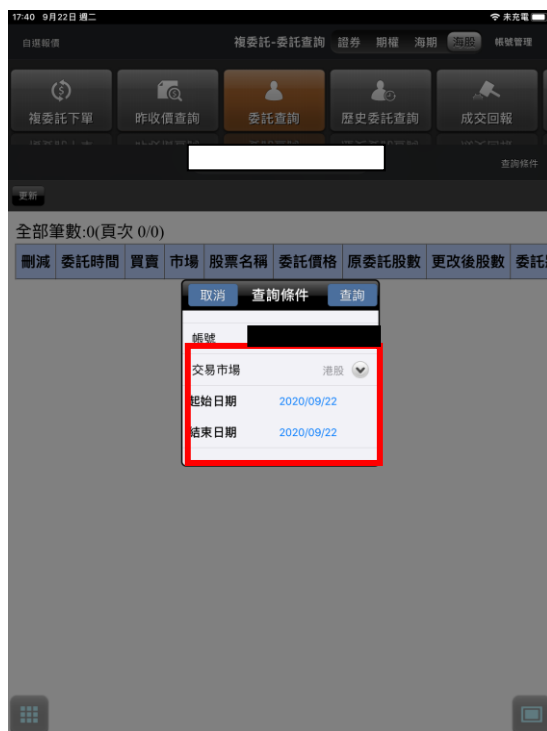 17:40 9月22日 週二 未充電
自選報價 複委託-委託查詢 證券 期權 海期 海股 帳號管理
複委託下單 昨收價查詢 委託查詢 歷史委託查詢 成交回報
查詢條件
更新
全部筆數:0(頁次 0/0)
刪減 委託時間 買賣 市場 股票名稱 委託價格 原委託股數 更改後股數 委託
取消 查詢條件 查詢
帳號
交易市場 港股
起始日期 2020/09/22
結束日期 2020/09/22